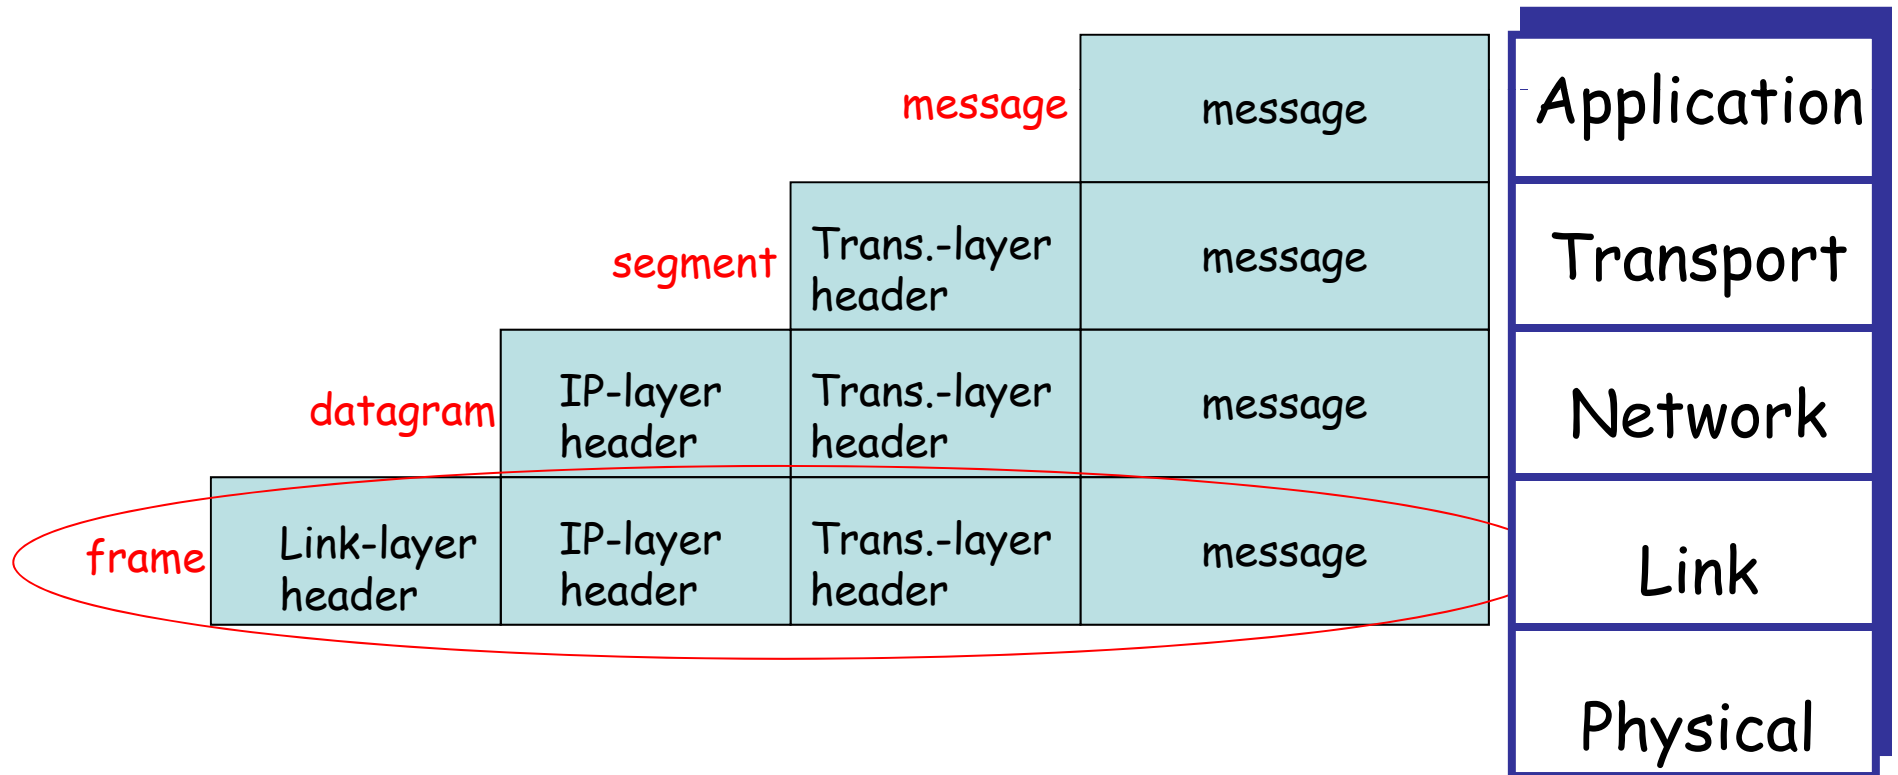 message
message
Application
segment
Trans.-layer
header
message
Transport
datagram
IP-layer
header
Trans.-layer
header
message
Network
frame
Link-layer
header
IP-layer
header
Trans.-layer
header
message
Link
Physical